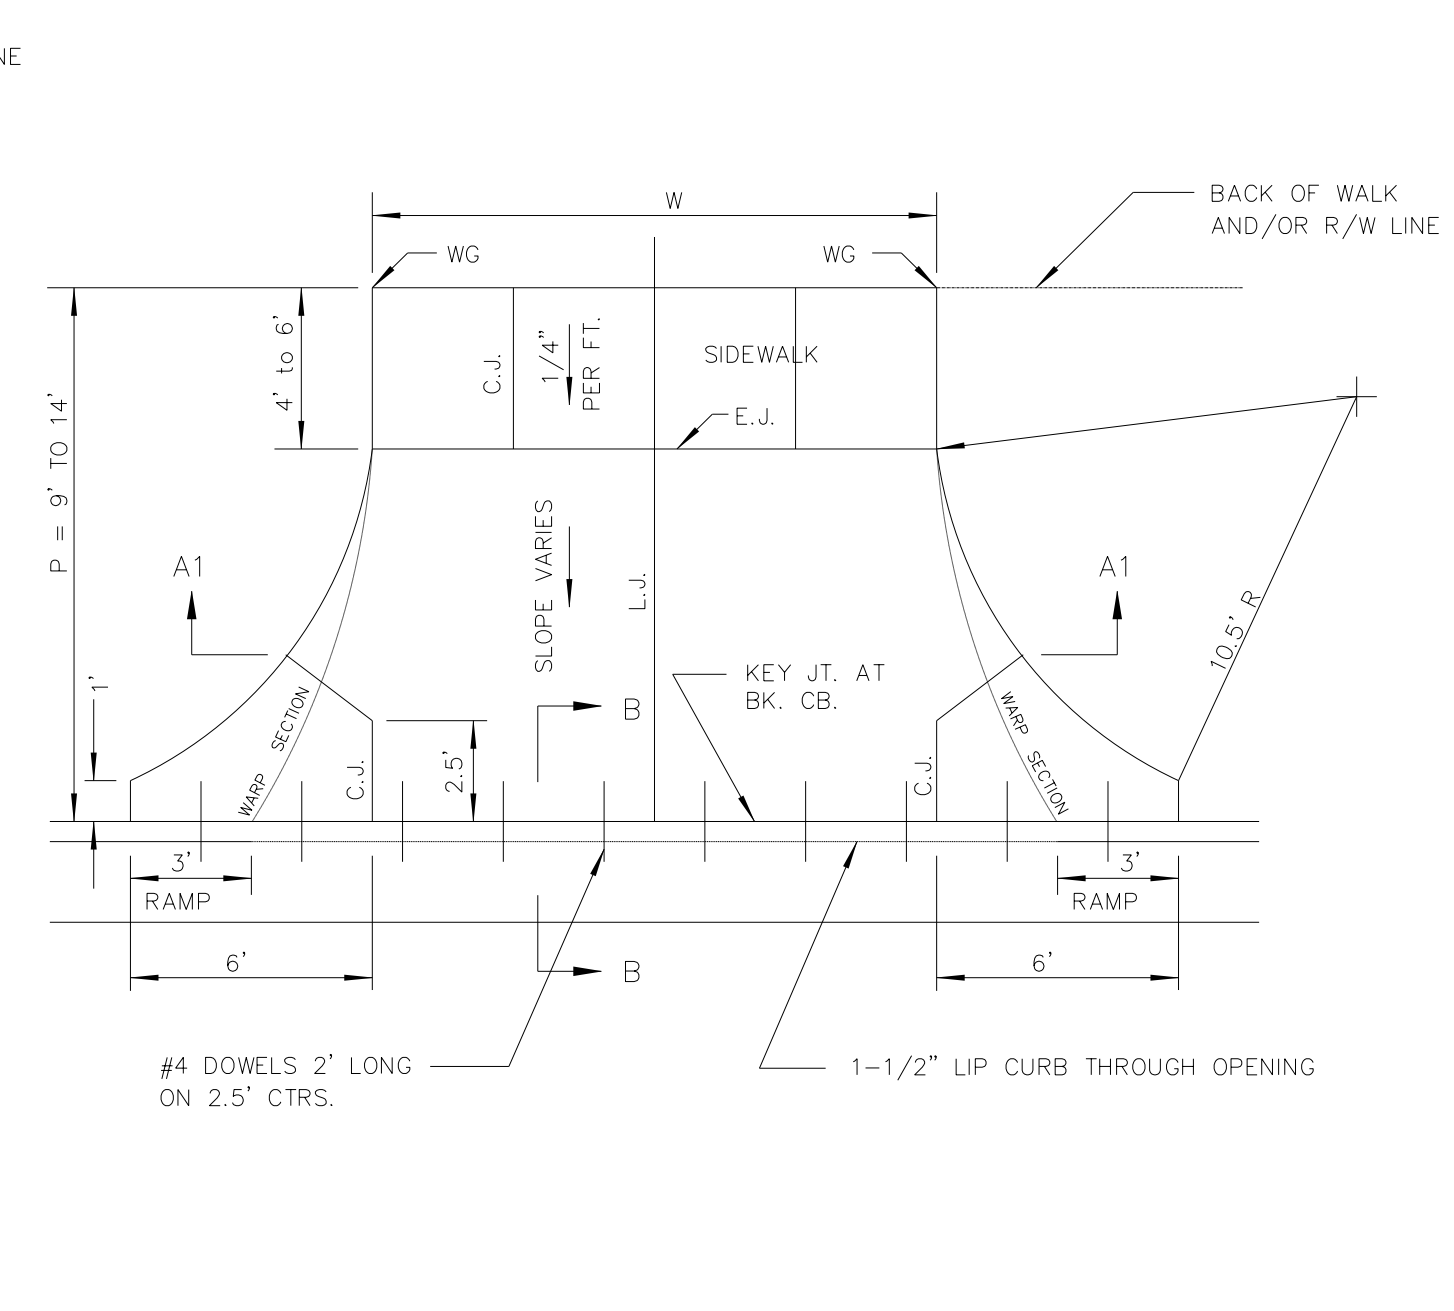 NE
W
BACK OF WALK
AND/OR R/W LINE
WG
WG
4' to 6'
C.J.
1/4"
PER FT.
SIDEWALK
E.J.
P = 9' TO 14'
A1
A1
SLOPE VARIES
L.J.
10.5' R
KEY JT. AT
BK. CB.
1'
WARP SECTION
WARP SECTION
B
C.J.
2.5'
C.J.
3'
RAMP
3'
RAMP
6'
B
6'
#4 DOWELS 2' LONG
ON 2.5' CTRS.
1-1/2" LIP CURB THROUGH OPENING